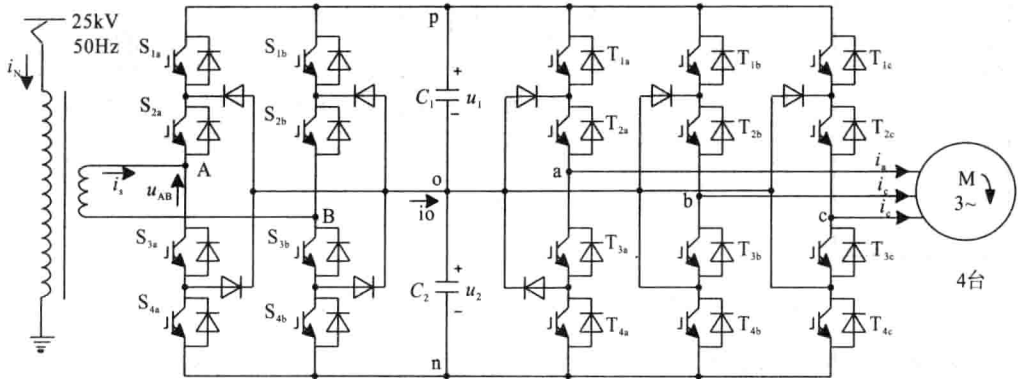 25kV
50Hz
i_N
i_s
u_AB
A
B
S_1a
S_2a
S_3a
S_4a
S_1b
S_2b
S_3b
S_4b
p
o
n
io
+
C_1 u_1
−
+
C_2 u_2
−
T_1a
T_2a
T_3a
T_4a
T_1b
T_2b
T_3b
T_4b
T_1c
T_2c
T_3c
T_4c
a
b
c
i_a
i_c
i_c
M
3~
4台